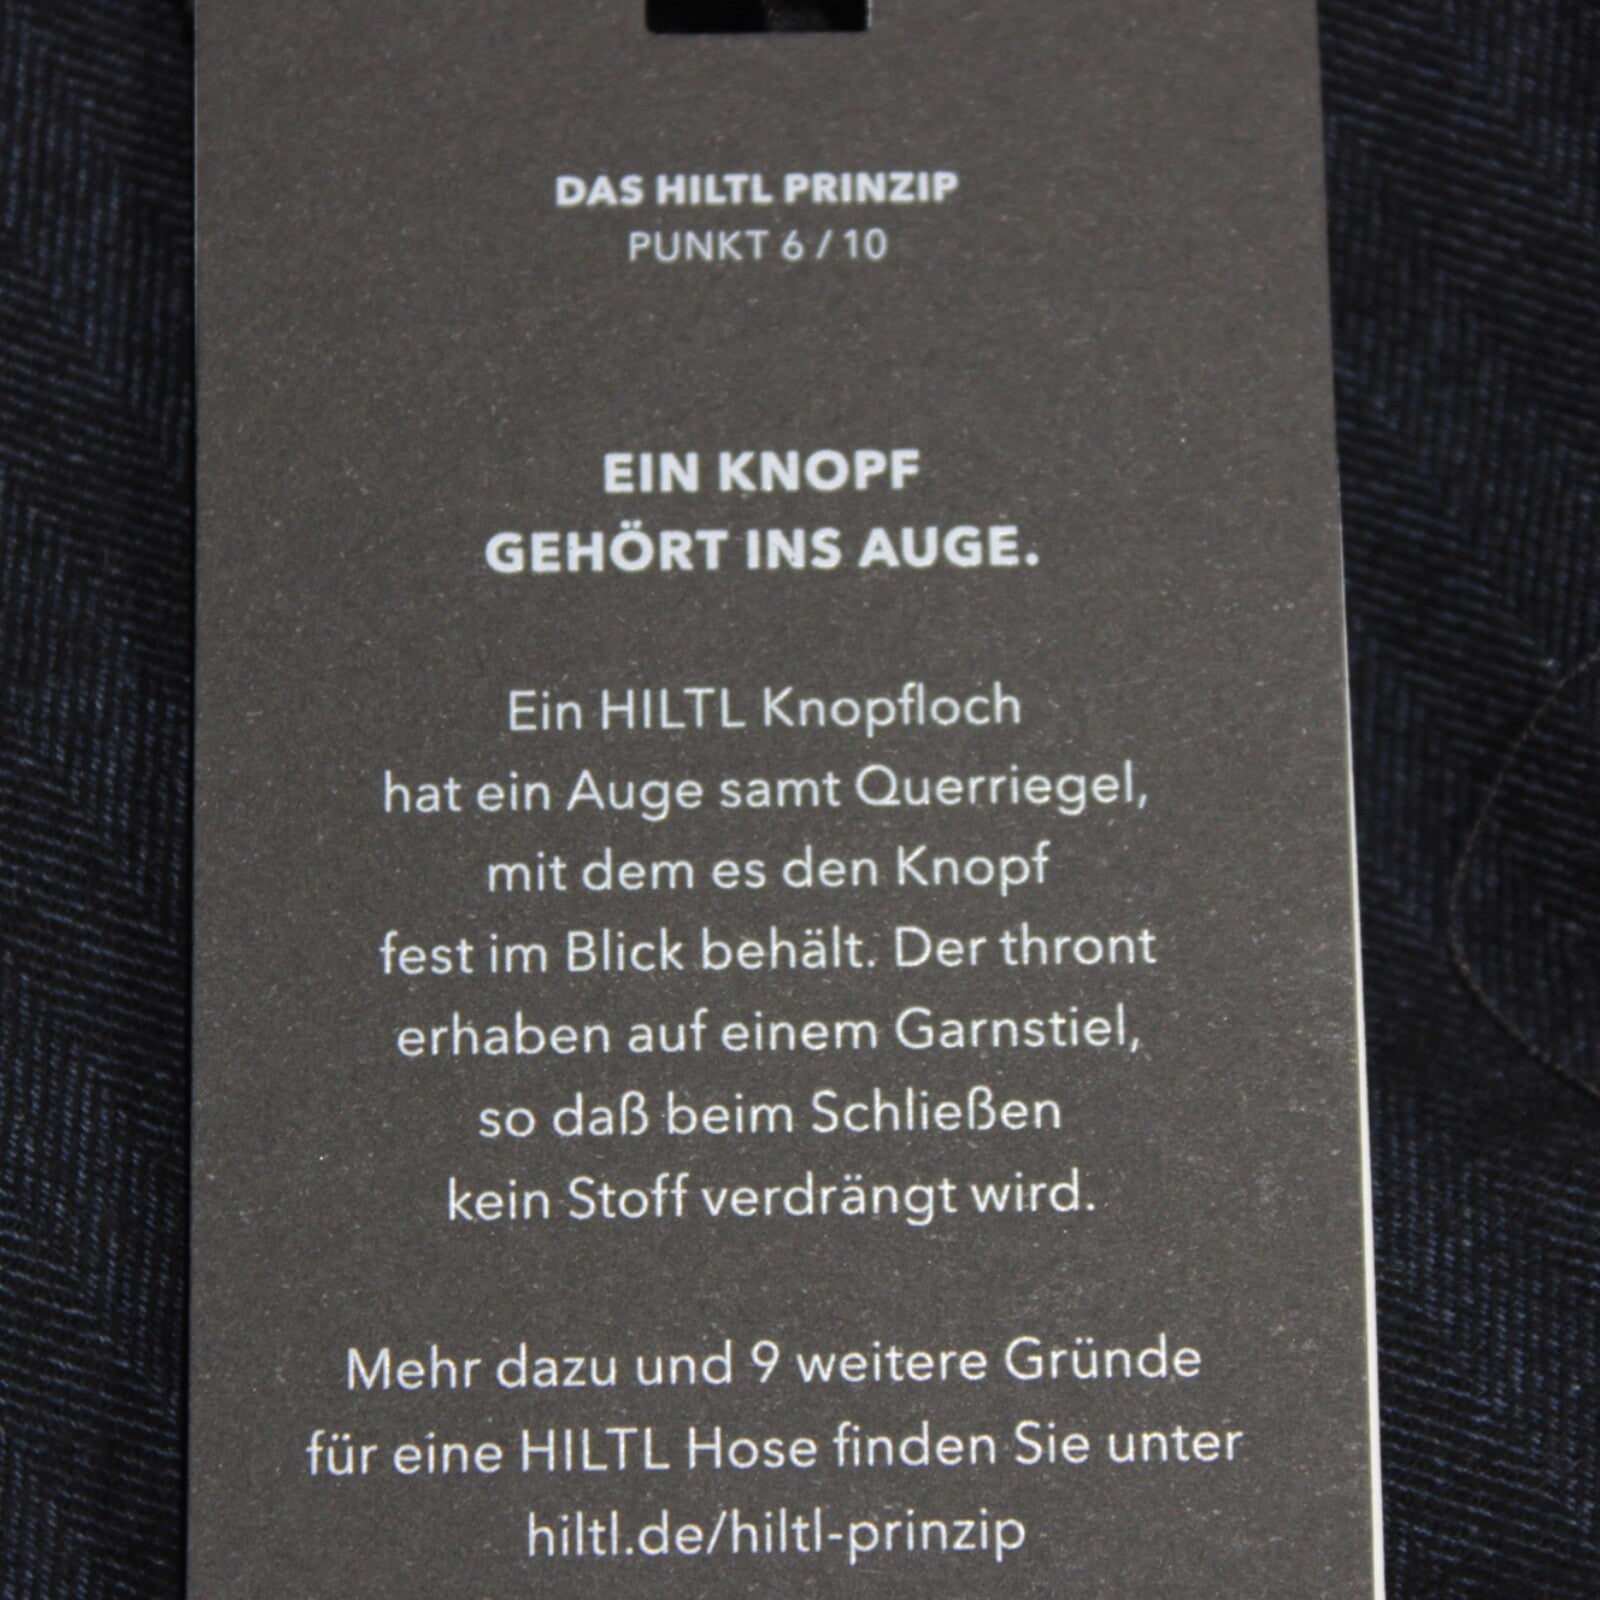 DAS HILTL PRINZIP
PUNKT 6 / 10
EIN KNOPF
GEHÖRT INS AUGE.
Ein HILTL Knopfloch
hat ein Auge samt Querriegel,
mit dem es den Knopf
fest im Blick behält. Der thront
erhaben auf einem Garnstiel,
so daß beim Schließen
kein Stoff verdrängt wird.
Mehr dazu und 9 weitere Gründe
für eine HILTL Hose finden Sie unter
hiltl.de/hiltl-prinzip